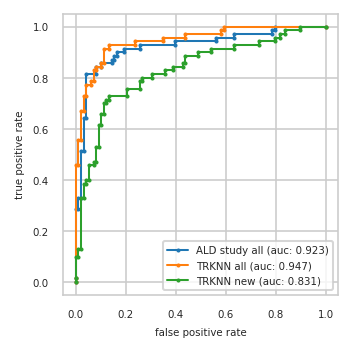 1.0
0.8
0.6
0.4
0.2
0.0
true positive rate
ALD study all (auc: 0.923)
TRKNN all (auc: 0.947)
TRKNN new (auc: 0.831)
0.0 0.2 0.4 0.6 0.8 1.0
false positive rate